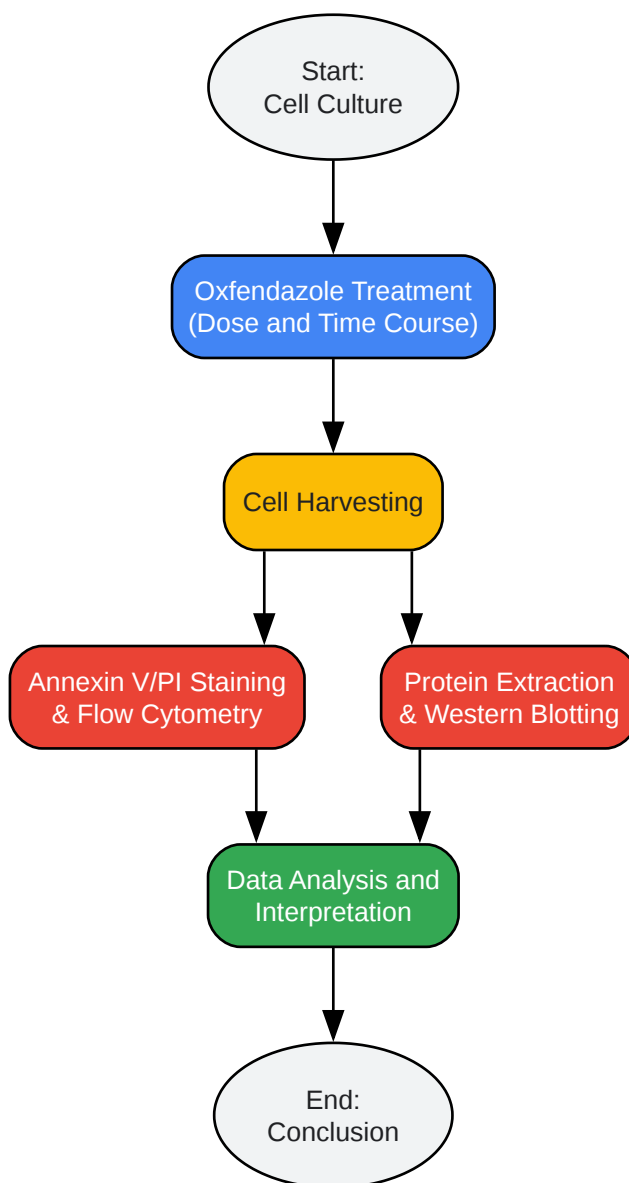 Start:
Cell Culture
Oxfendazole Treatment
(Dose and Time Course)
Cell Harvesting
Annexin V/PI Staining
& Flow Cytometry
Protein Extraction
& Western Blotting
Data Analysis and
Interpretation
End:
Conclusion